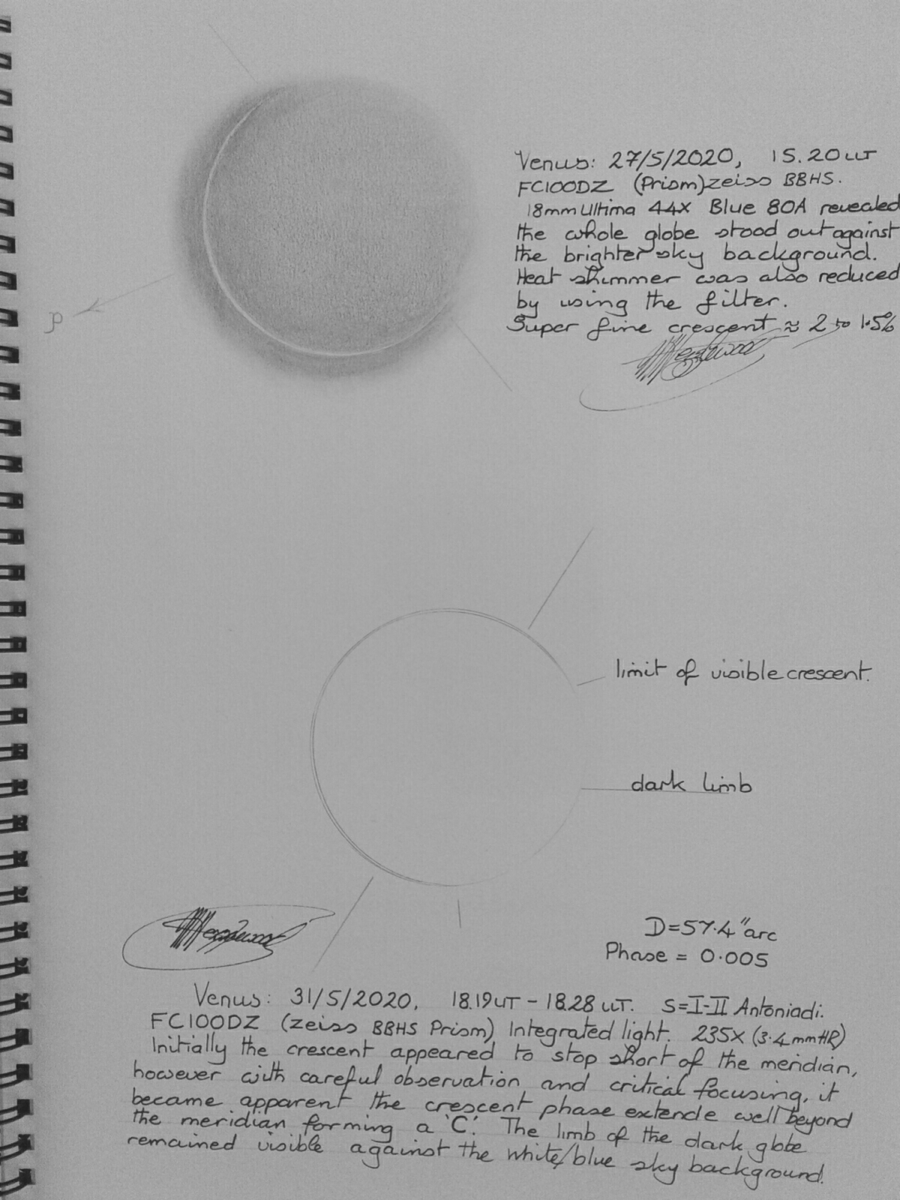 Venus: 27/5/2020, 15.20 UT
FC100DZ (Prism) Zeiss BBHS.
18mm Ultima 44X Blue 80A revealed
the whole globe stood out against
the brighter sky background.
Heat shimmer was also reduced
by using the filter.
Super fine crescent ≈ 2 to 1.5%
p
limit of visible crescent.
dark limb
D=57.4"arc
Phase = 0.005
Venus: 31/5/2020, 18.19UT - 18.28 UT. S=I-II Antoniadi.
FC100DZ (Zeiss BBHS Prism) Integrated light. 235X (3.4mmHR)
Initially the crescent appeared to stop short of the meridian,
however with careful observation and critical focusing, it
became apparent the crescent phase extende well beyond
the meridian forming a 'C'. The limb of the dark globe
remained visible against the white/blue sky background.